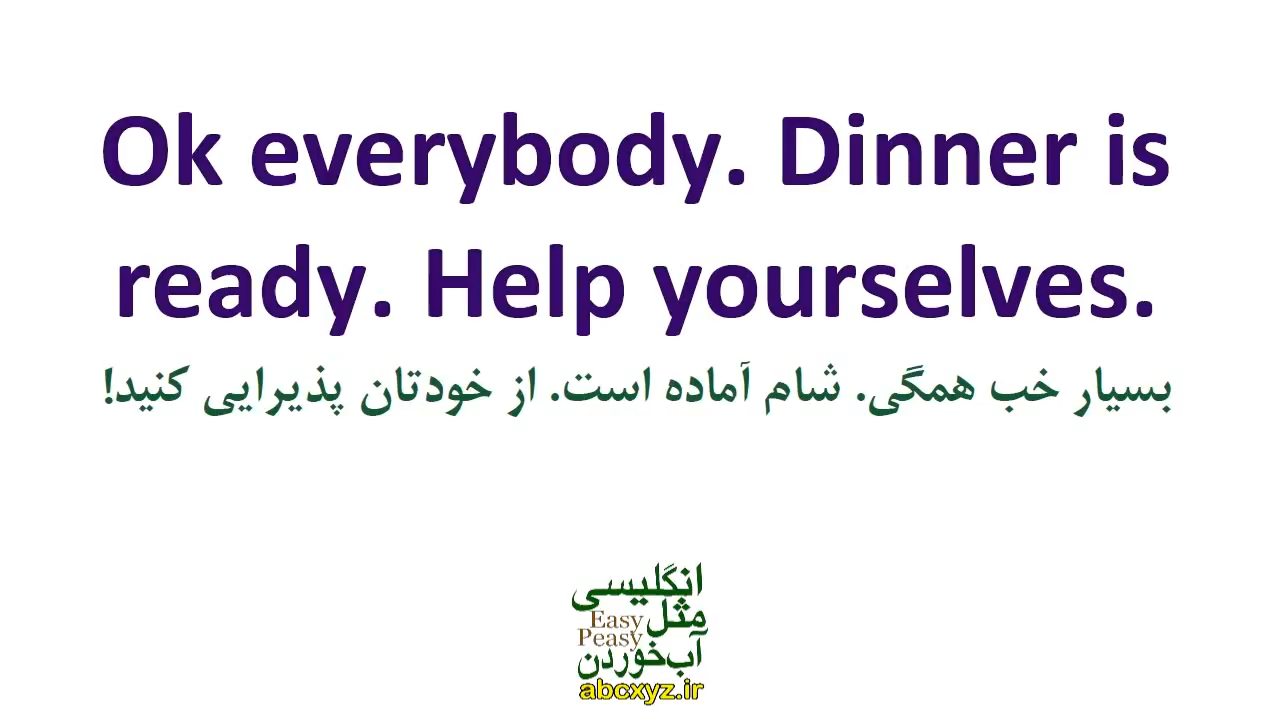 Ok everybody. Dinner is
ready. Help yourselves.
بسیار خب همگی. شام آماده است. از خودتان پذیرایی کنید!
انگلیسی
مثل
Easy
Peasy
آب‌خوردن
abcxyz.ir